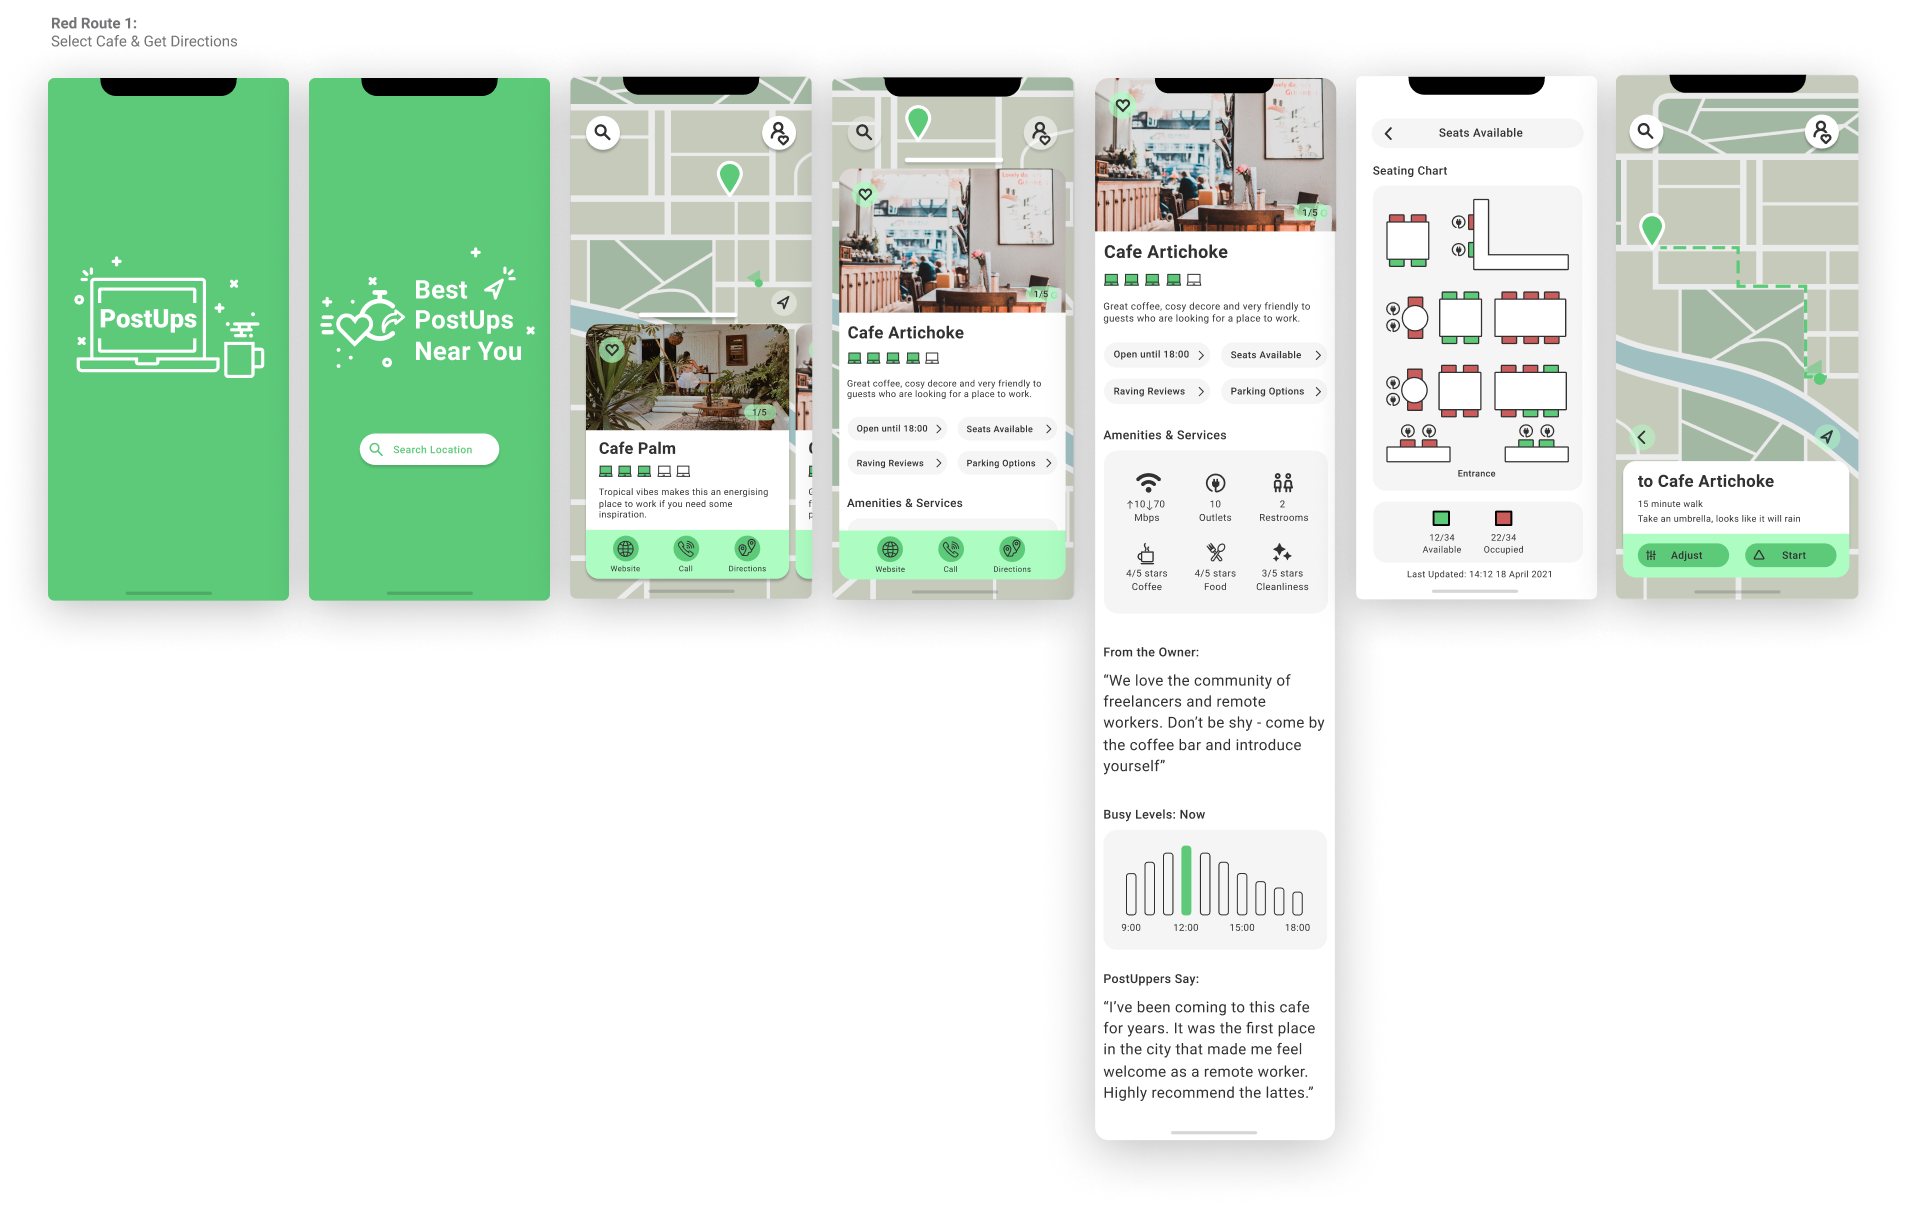 Red Route 1:
Select Cafe & Get Directions
PostUps
Best
PostUps
Near You
Search Location
1/5
Cafe Palm
Tropical vibes makes this an energising
place to work if you need some
inspiration.
Website
Call
Directions
1/5
Cafe Artichoke
Great coffee, cosy decore and very friendly to
guests who are looking for a place to work.
Open until 18:00
Seats Available
Raving Reviews
Parking Options
Amenities & Services
Website
Call
Directions
1/5
Cafe Artichoke
Great coffee, cosy decore and very friendly to
guests who are looking for a place to work.
Open until 18:00
Seats Available
Raving Reviews
Parking Options
Amenities & Services
↑10↓70
Mbps
10
Outlets
2
Restrooms
4/5 stars
Coffee
4/5 stars
Food
3/5 stars
Cleanliness
From the Owner:
“We love the community of
freelancers and remote
workers. Don’t be shy - come by
the coffee bar and introduce
yourself”
Busy Levels: Now
9:00
12:00
15:00
18:00
PostUppers Say:
“I’ve been coming to this cafe
for years. It was the first place
in the city that made me feel
welcome as a remote worker.
Highly recommend the lattes.”
Seats Available
Seating Chart
Entrance
12/34
Available
22/34
Occupied
Last Updated: 14:12 18 April 2021
to Cafe Artichoke
15 minute walk
Take an umbrella, looks like it will rain
Adjust
Start